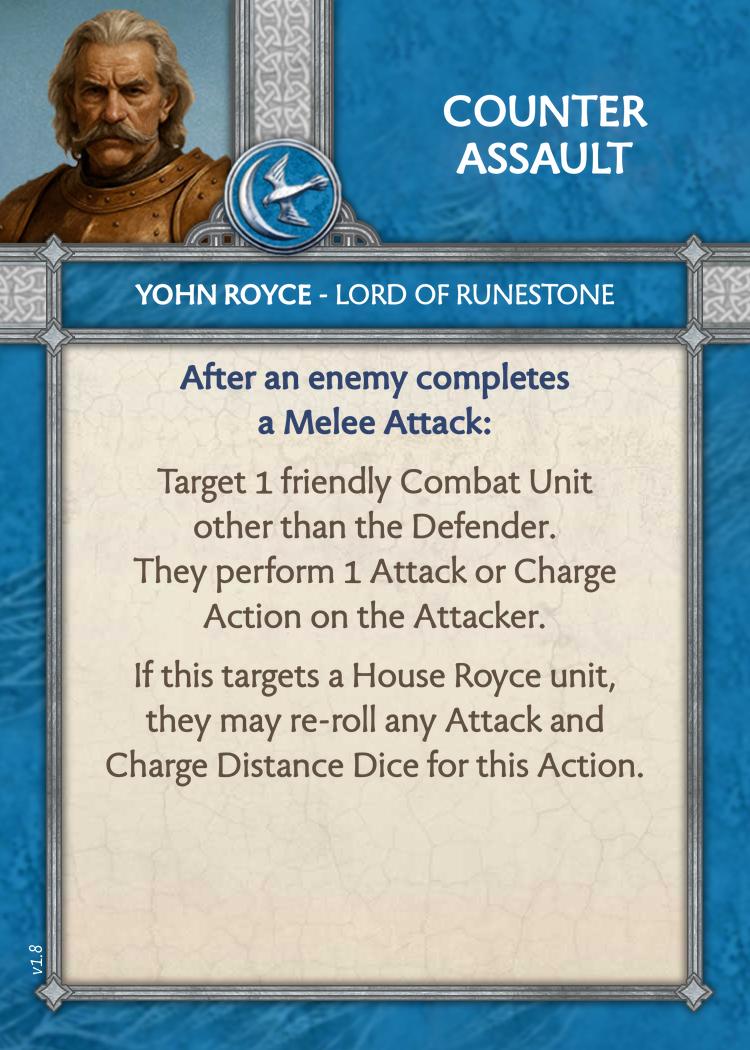 COUNTER
ASSAULT
YOHN ROYCE - LORD OF RUNESTONE
After an enemy completes
a Melee Attack:
Target 1 friendly Combat Unit
other than the Defender.
They perform 1 Attack or Charge
Action on the Attacker.
If this targets a House Royce unit,
they may re-roll any Attack and
Charge Distance Dice for this Action.
v1.8